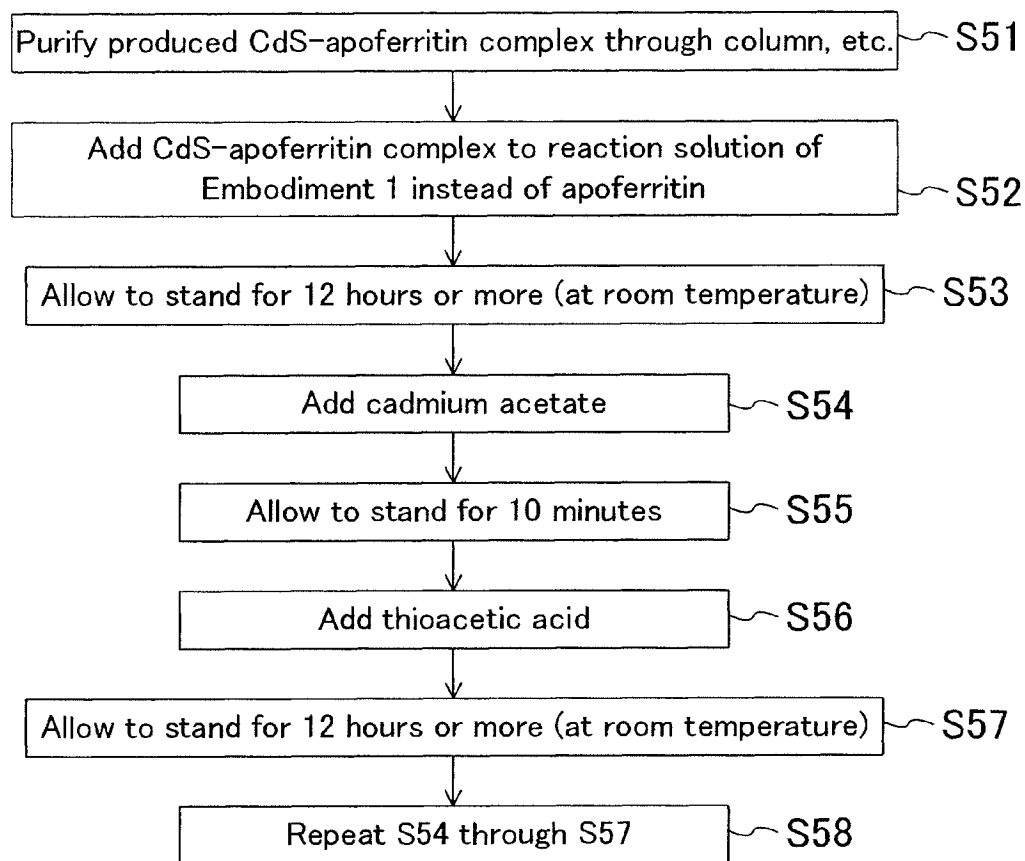 Purify produced CdS-apoferritin complex through column, etc.
S51
Add CdS-apoferritin complex to reaction solution of
Embodiment 1 instead of apoferritin
S52
Allow to stand for 12 hours or more (at room temperature)
S53
Add cadmium acetate
S54
Allow to stand for 10 minutes
S55
Add thioacetic acid
S56
Allow to stand for 12 hours or more (at room temperature)
S57
Repeat S54 through S57
S58